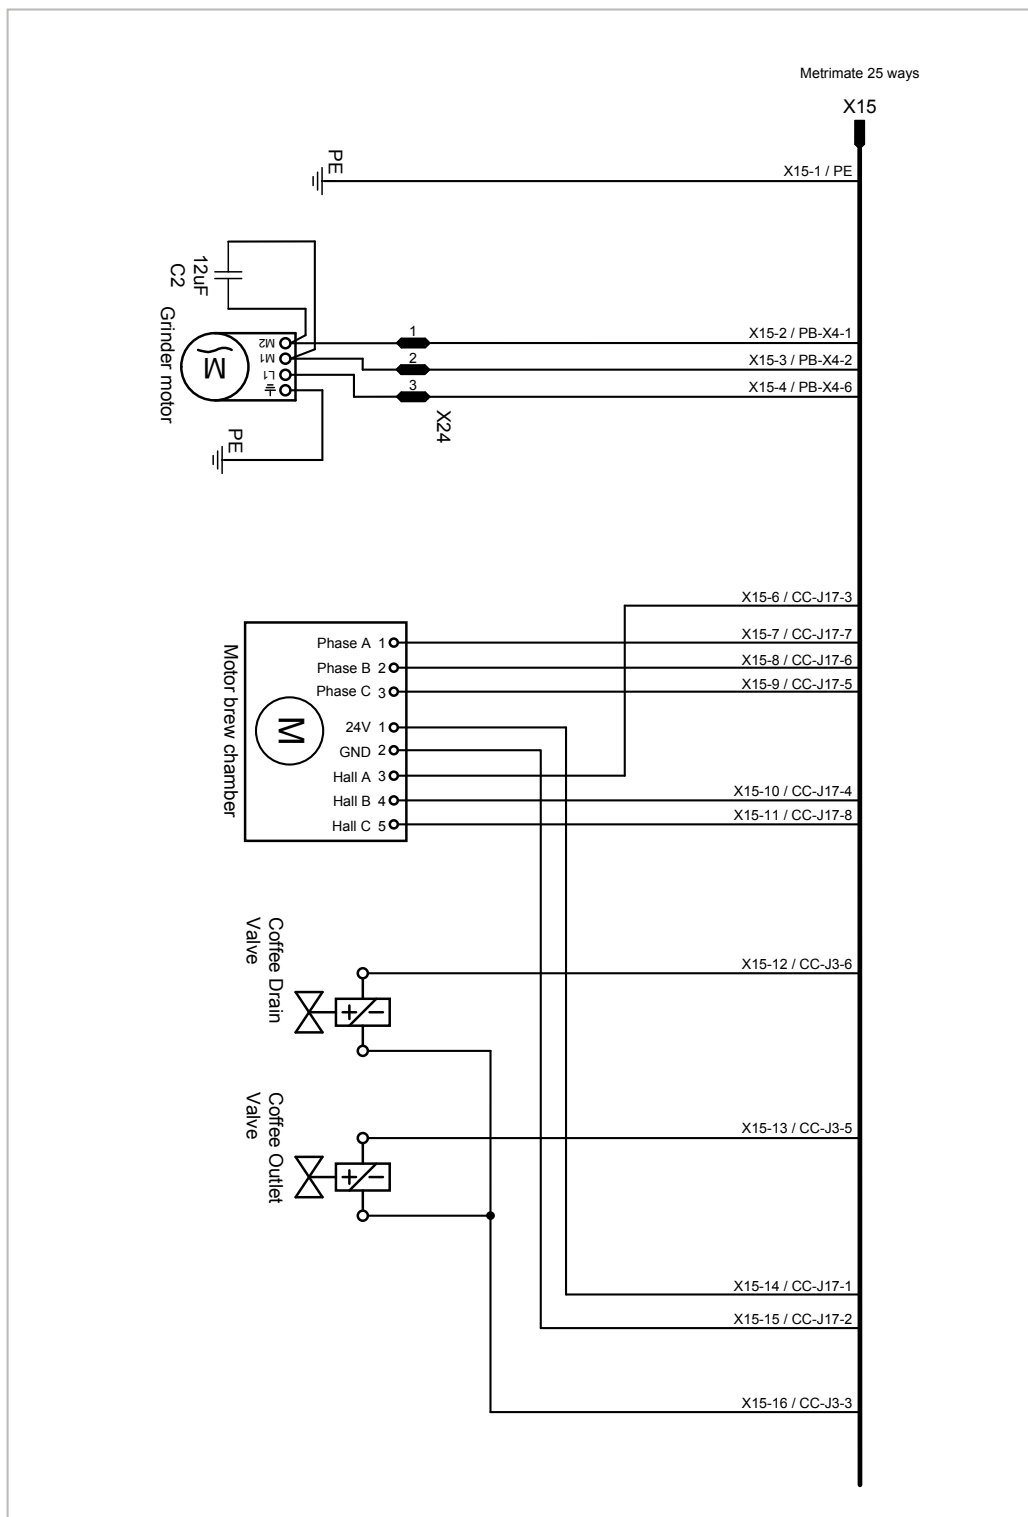 Metrimate 25 ways
X15
X15-1 / PE
PE
12uF
C2
Grinder motor
M2
M1
L1
M
PE
1
2
3
X24
X15-2 / PB-X4-1
X15-3 / PB-X4-2
X15-4 / PB-X4-6
X15-6 / CC-J17-3
X15-7 / CC-J17-7
X15-8 / CC-J17-6
X15-9 / CC-J17-5
Motor brew chamber
M
Phase A 1
Phase B 2
Phase C 3
24V 1
GND 2
Hall A 3
Hall B 4
Hall C 5
X15-10 / CC-J17-4
X15-11 / CC-J17-8
Coffee Drain
Valve
X15-12 / CC-J3-6
Coffee Outlet
Valve
X15-13 / CC-J3-5
X15-14 / CC-J17-1
X15-15 / CC-J17-2
X15-16 / CC-J3-3